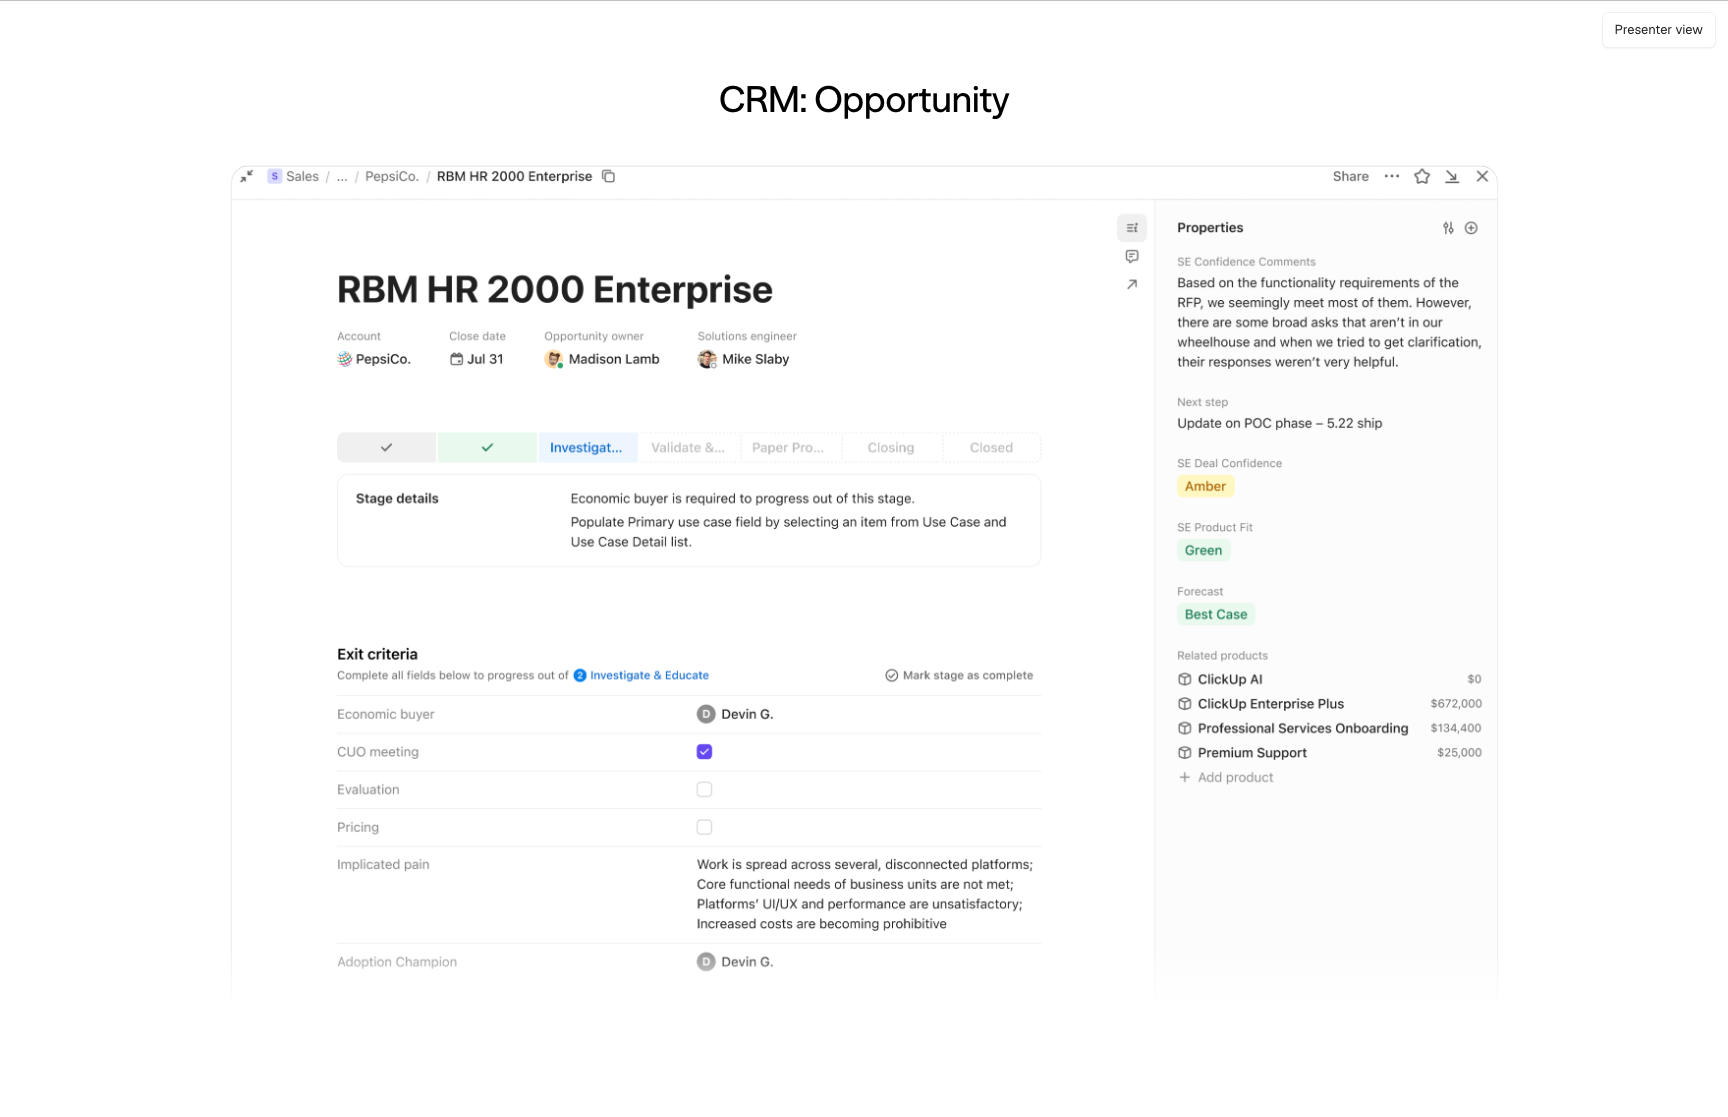 Presenter view
CRM: Opportunity
S Sales / ... / PepsiCo. / RBM HR 2000 Enterprise
Share
RBM HR 2000 Enterprise
Account
PepsiCo.
Close date
Jul 31
Opportunity owner
Madison Lamb
Solutions engineer
Mike Slaby
Investigat...
Validate &...
Paper Pro...
Closing
Closed
Stage details
Economic buyer is required to progress out of this stage.
Populate Primary use case field by selecting an item from Use Case and
Use Case Detail list.
Exit criteria
Complete all fields below to progress out of 2 Investigate & Educate
Mark stage as complete
Economic buyer
D Devin G.
CUO meeting
Evaluation
Pricing
Implicated pain
Work is spread across several, disconnected platforms;
Core functional needs of business units are not met;
Platforms’ UI/UX and performance are unsatisfactory;
Increased costs are becoming prohibitive
Adoption Champion
D Devin G.
Properties
SE Confidence Comments
Based on the functionality requirements of the
RFP, we seemingly meet most of them. However,
there are some broad asks that aren’t in our
wheelhouse and when we tried to get clarification,
their responses weren’t very helpful.
Next step
Update on POC phase – 5.22 ship
SE Deal Confidence
Amber
SE Product Fit
Green
Forecast
Best Case
Related products
ClickUp AI $0
ClickUp Enterprise Plus $672,000
Professional Services Onboarding $134,400
Premium Support $25,000
+ Add product